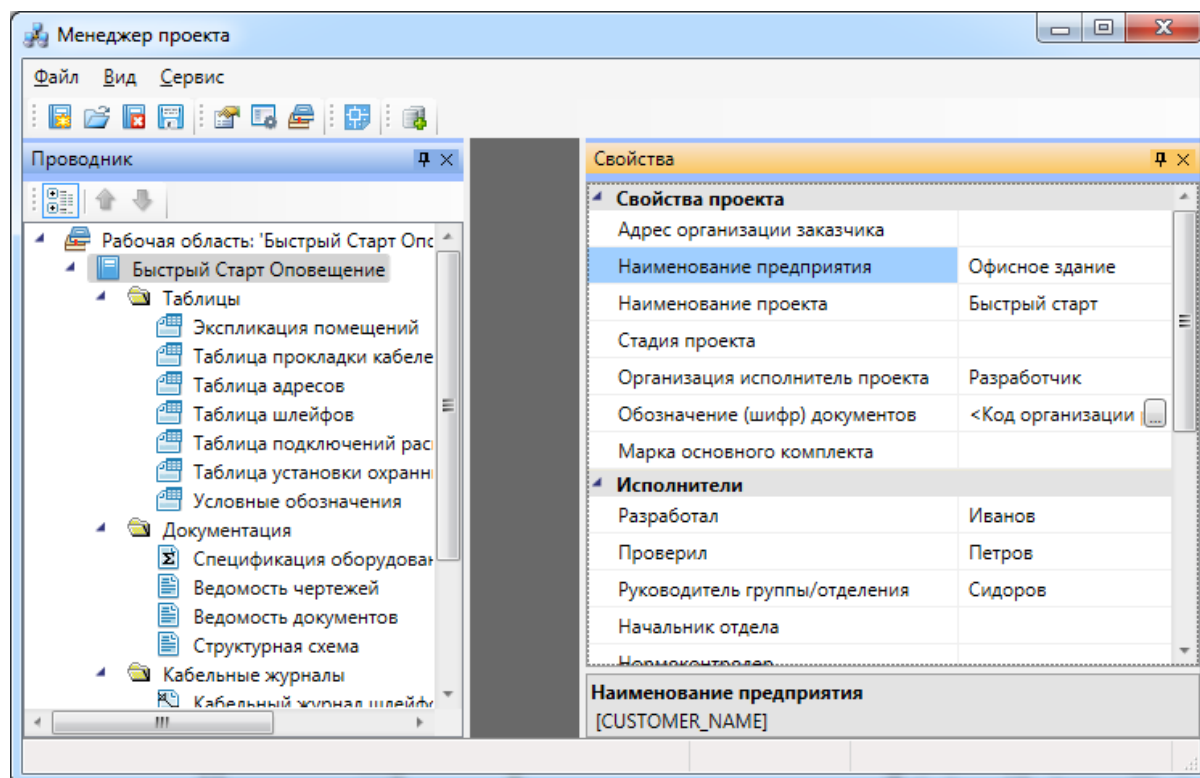 Менеджер проекта
Файл Вид Сервис
Проводник
Рабочая область: 'Быстрый Старт Опо
Быстрый Старт Оповещение
Таблицы
Экспликация помещений
Таблица прокладки кабеле
Таблица адресов
Таблица шлейфов
Таблица подключений рас
Таблица установки охранн
Условные обозначения
Документация
Спецификация оборудован
Ведомость чертежей
Ведомость документов
Структурная схема
Кабельные журналы
Кабельный журнал шлейфо
Свойства
Свойства проекта
Адрес организации заказчика
Наименование предприятия Офисное здание
Наименование проекта Быстрый старт
Стадия проекта
Организация исполнитель проекта Разработчик
Обозначение (шифр) документов <Код организации ...
Марка основного комплекта
Исполнители
Разработал Иванов
Проверил Петров
Руководитель группы/отделения Сидоров
Начальник отдела
Нормоконтролер
Наименование предприятия
[CUSTOMER_NAME]